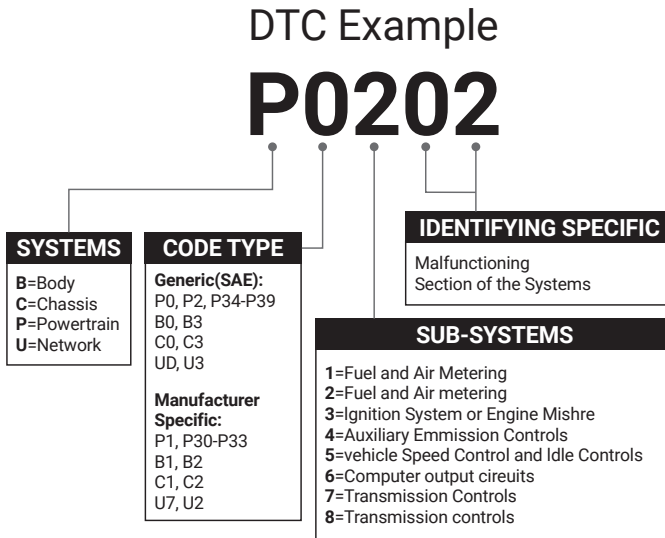 DTC Example
P0202
SYSTEMS
B=Body
C=Chassis
P=Powertrain
U=Network
CODE TYPE
Generic(SAE):
P0, P2, P34-P39
B0, B3
C0, C3
UD, U3
Manufacturer
Specific:
P1, P30-P33
B1, B2
C1, C2
U7, U2
IDENTIFYING SPECIFIC
Malfunctioning
Section of the Systems
SUB-SYSTEMS
1=Fuel and Air Metering
2=Fuel and Air metering
3=Ignition System or Engine Mishre
4=Auxiliary Emmission Controls
5=vehicle Speed Control and Idle Controls
6=Computer output cireuits
7=Transmission Controls
8=Transmission controls